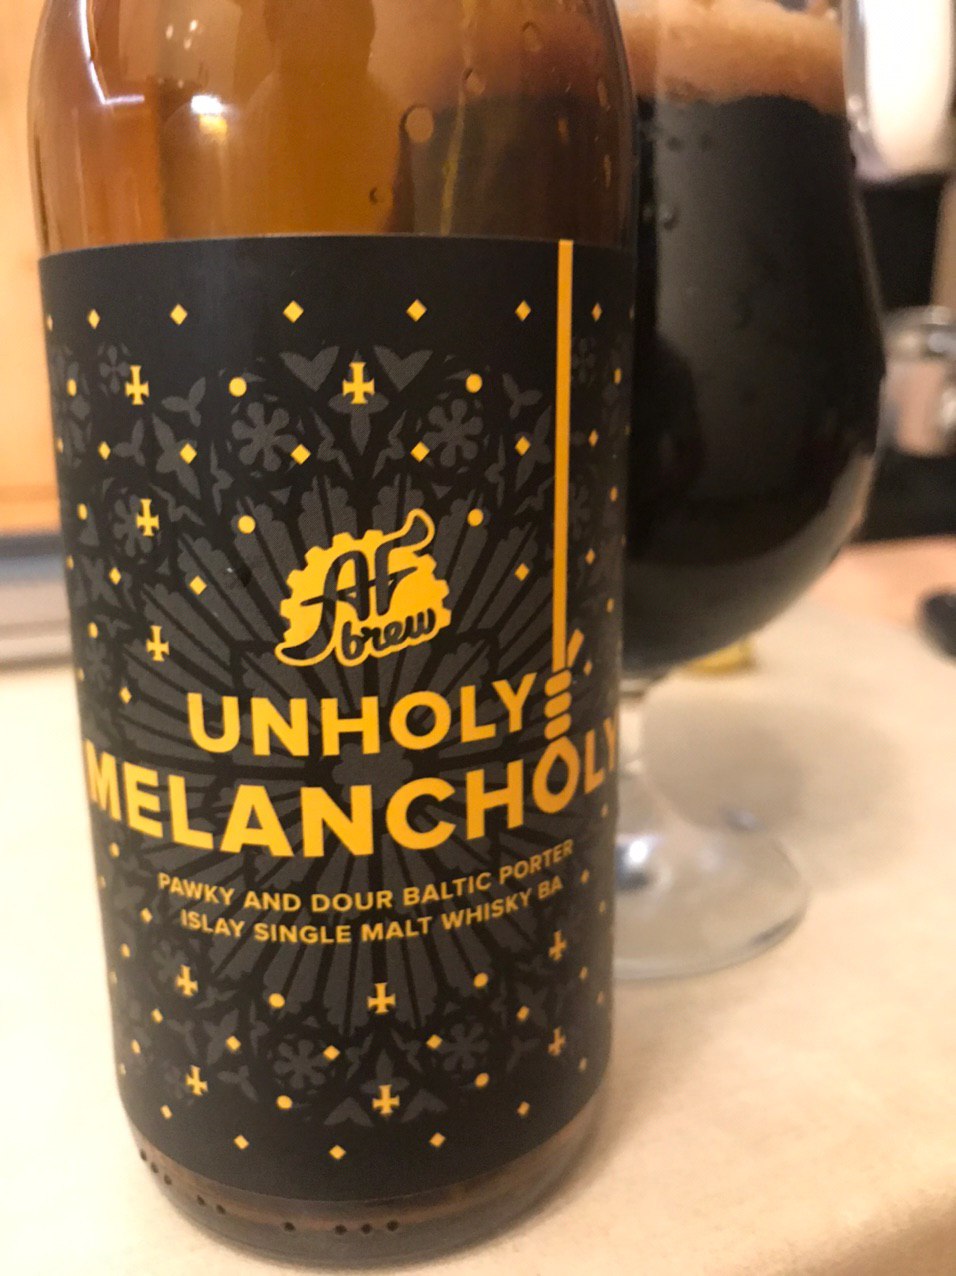 AF
brew
UNHOLY
MELANCHOLY
PAWKY AND DOUR BALTIC PORTER
ISLAY SINGLE MALT WHISKY BA